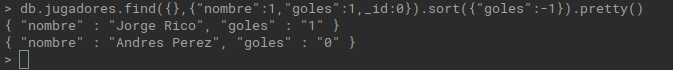 > db.jugadores.find({},{"nombre":1,"goles":1,_id:0}).sort({"goles":-1}).pretty()
{ "nombre" : "Jorge Rico", "goles" : "1" }
{ "nombre" : "Andres Perez", "goles" : "0" }
>